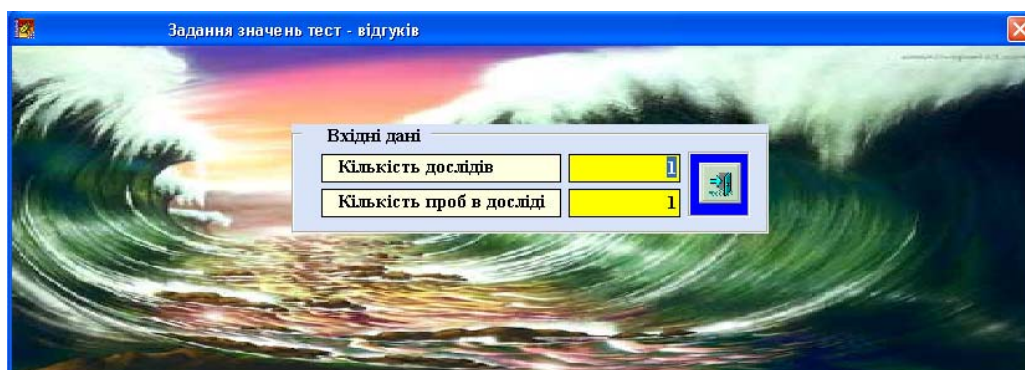 Задання значень тест - відгуків
Вхідні дані
Кількість дослідів 1
Кількість проб в досліді 1